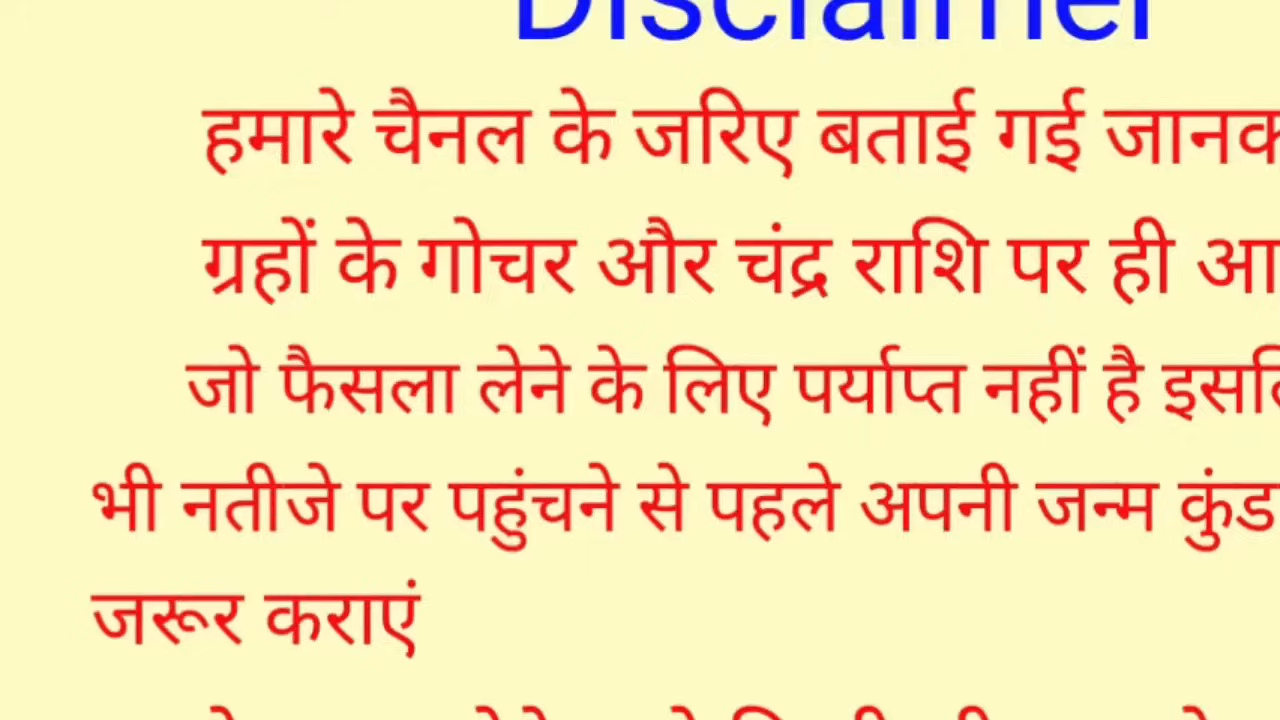 Disclaimer
हमारे चैनल के जरिए बताई गई
ग्रहों के गोचर और चंद्र राशि पर ही
जो फैसला लेने के लिए पर्याप्त नहीं है
भी नतीजे पर पहुंचने से पहले अपनी जन्म
जरूर कराएं